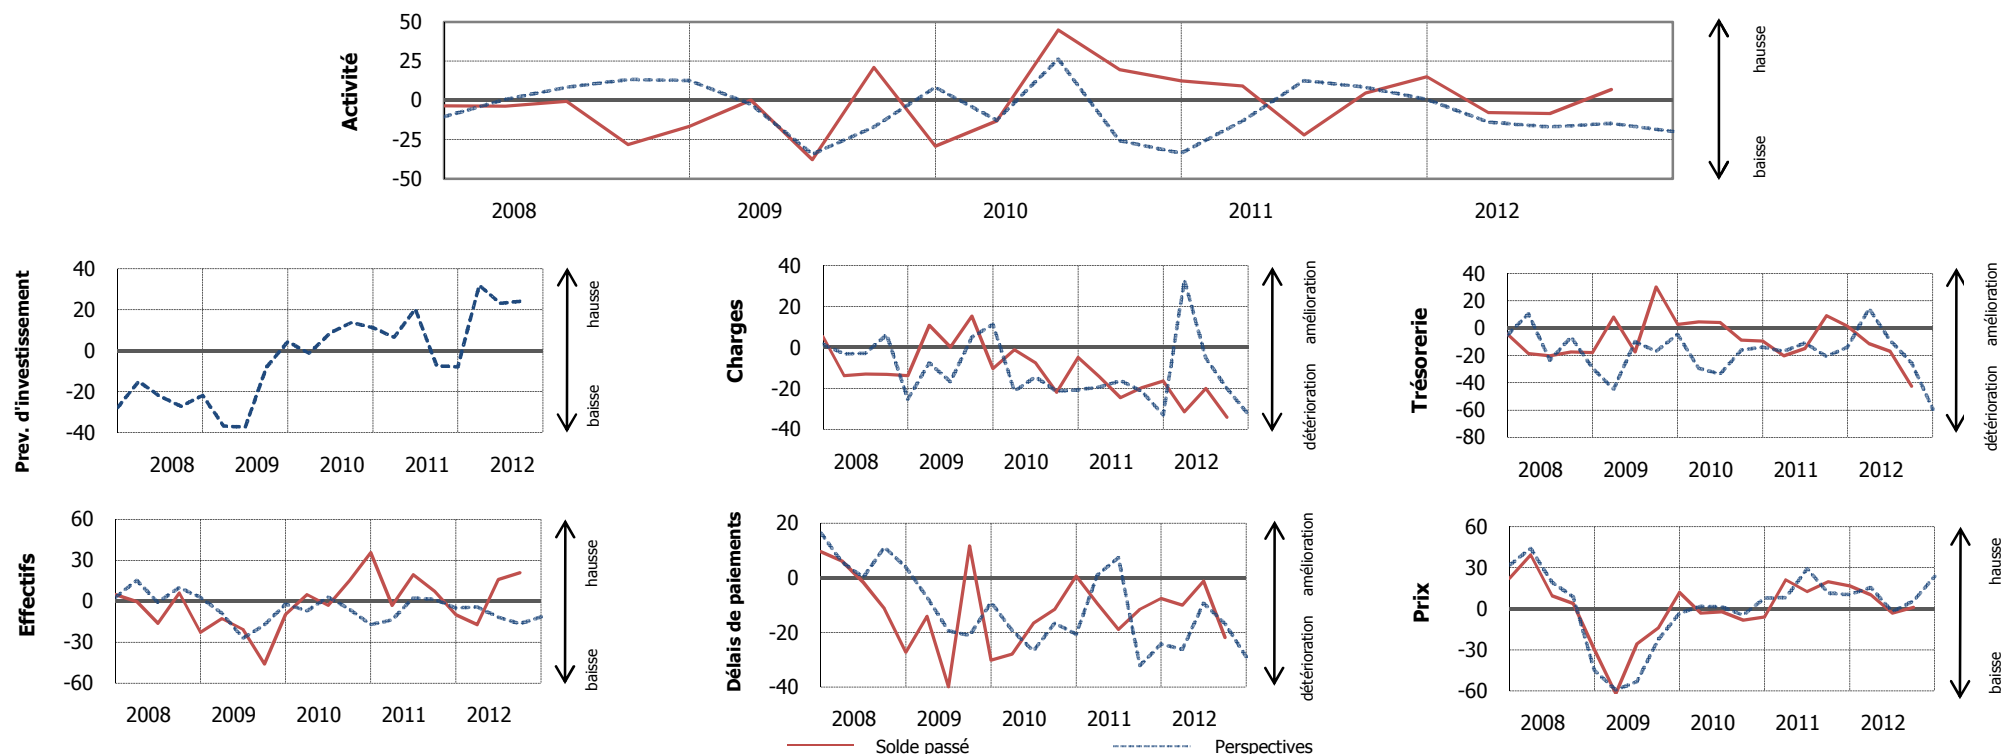 Activité
50
25
0
-25
-50
hausse
baisse
2008 2009 2010 2011 2012
Prev. d'investissement
40
20
0
-20
-40
hausse
baisse
2008 2009 2010 2011 2012
Charges
40
20
0
-20
-40
amélioration
détérioration
2008 2009 2010 2011 2012
Trésorerie
40
20
0
-20
-40
-60
-80
amélioration
détérioration
2008 2009 2010 2011 2012
Effectifs
60
30
0
-30
-60
hausse
baisse
2008 2009 2010 2011 2012
Délais de paiements
20
0
-20
-40
amélioration
détérioration
2008 2009 2010 2011 2012
Prix
60
30
0
-30
-60
hausse
baisse
2008 2009 2010 2011 2012
Solde passé Perspectives